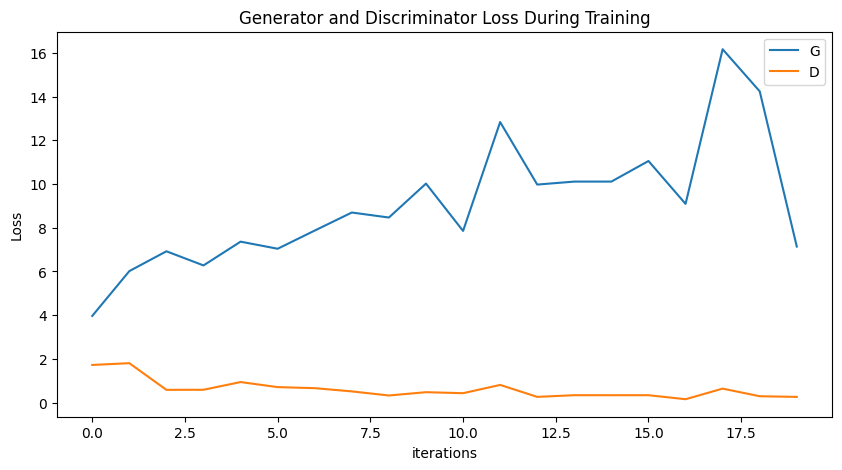 Generator and Discriminator Loss During Training
G
D
16
14
12
10
8
6
4
2
0
Loss
0.0 2.5 5.0 7.5 10.0 12.5 15.0 17.5
iterations